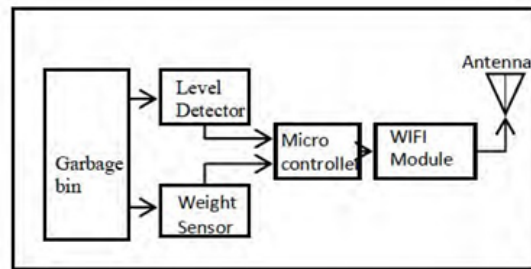 Garbage
bin
Level
Detector
Weight
Sensor
Micro
controller
WIFI
Module
Antenna